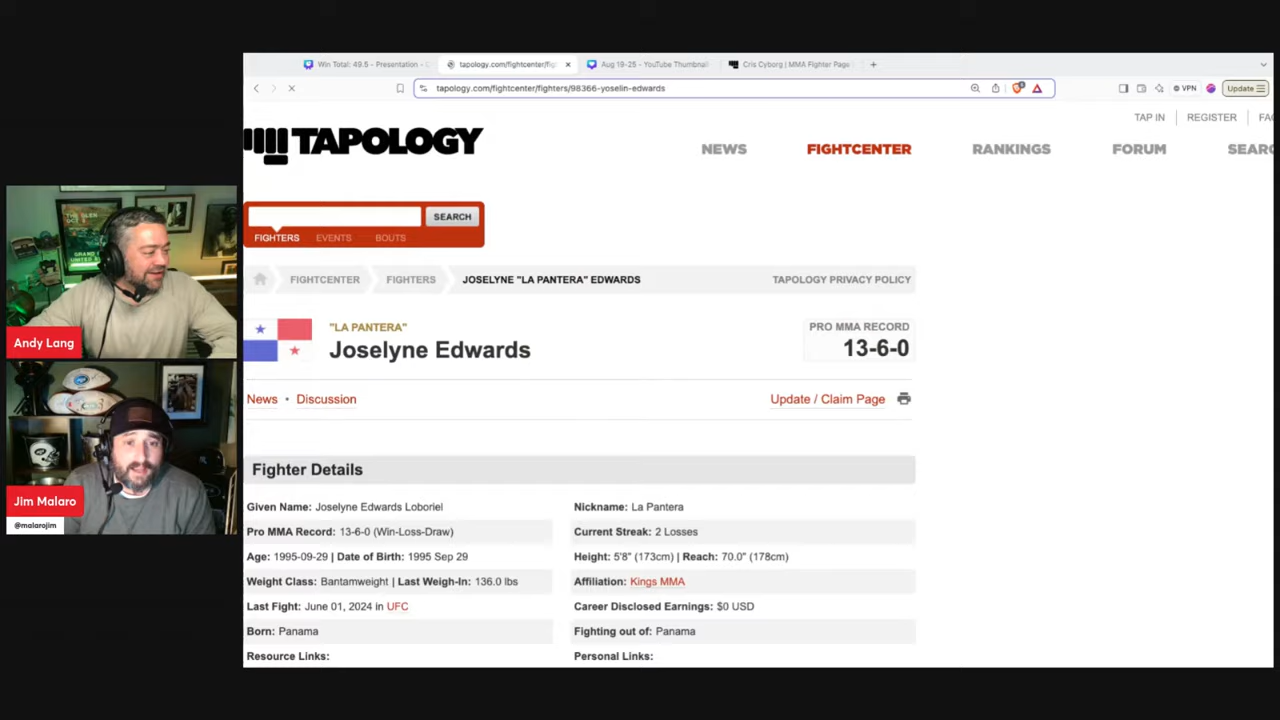 Win Total: 49.5 - Presentation -
tapology.com/fightcenter/fig
Aug 19-25 - YouTube Thumbnail
Cris Cyborg | MMA Fighter Page
tapology.com/fightcenter/fighters/98366-yoselin-edwards
VPN
Update
TAP IN
REGISTER
TAPOLOGY
NEWS
FIGHTCENTER
RANKINGS
FORUM
SEARC
SEARCH
FIGHTERS
EVENTS
BOUTS
FIGHTCENTER
FIGHTERS
JOSELYNE "LA PANTERA" EDWARDS
TAPOLOGY PRIVACY POLICY
"LA PANTERA"
Joselyne Edwards
PRO MMA RECORD
13-6-0
News • Discussion
Update / Claim Page
Fighter Details
Given Name: Joselyne Edwards Loboriel
Nickname: La Pantera
Pro MMA Record: 13-6-0 (Win-Loss-Draw)
Current Streak: 2 Losses
Age: 1995-09-29 | Date of Birth: 1995 Sep 29
Height: 5'8" (173cm) | Reach: 70.0" (178cm)
Weight Class: Bantamweight | Last Weigh-In: 136.0 lbs
Affiliation: Kings MMA
Last Fight: June 01, 2024 in UFC
Career Disclosed Earnings: $0 USD
Born: Panama
Fighting out of: Panama
Resource Links:
Personal Links:
Andy Lang
Jim Malaro
@malarojim